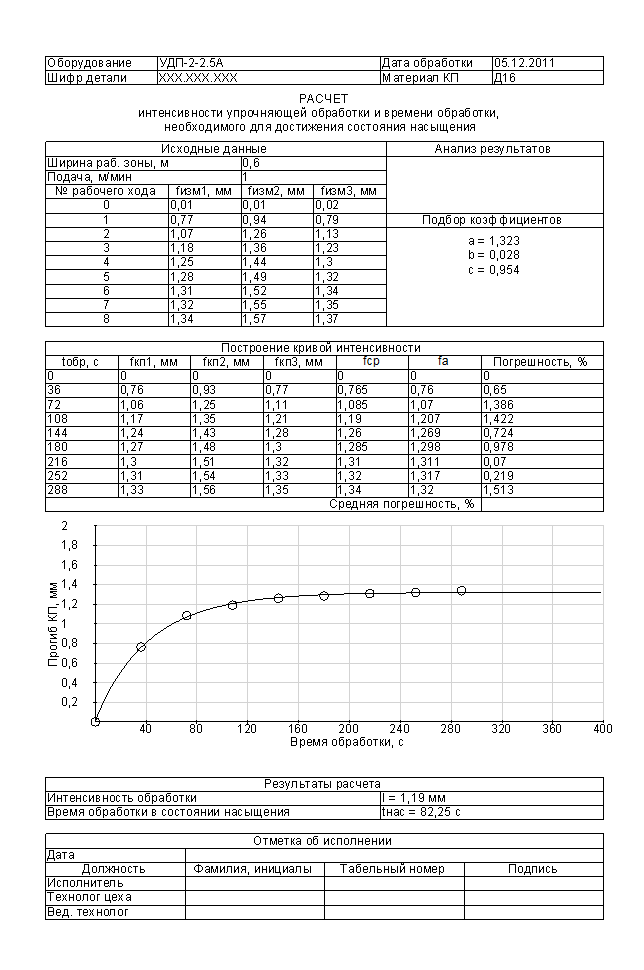 Оборудование УДП-2-2.5А Дата обработки 05.12.2011
Шифр детали XXX.XXX.XXX Материал КП Д16
РАСЧЕТ
интенсивности упрочняющей обработки и времени обработки,
необходимого для достижения состояния насыщения
Исходные данные Анализ результатов
Ширина раб. зоны, м 0,6
Подача, м/мин 1
№ рабочего хода fизм1, мм fизм2, мм fизм3, мм
0 0,01 0,01 0,02
1 0,77 0,94 0,79 Подбор коэффициентов
2 1,07 1,26 1,13
a = 1,323
3 1,18 1,36 1,23
b = 0,028
4 1,25 1,44 1,3
c = 0,954
5 1,28 1,49 1,32
6 1,31 1,52 1,34
7 1,32 1,55 1,35
8 1,34 1,57 1,37
Построение кривой интенсивности
tобр, с fкп1, мм fкп2, мм fкп3, мм fср fа Погрешность, %
0 0 0 0 0 0 0
36 0,76 0,93 0,77 0,765 0,76 0,65
72 1,06 1,25 1,11 1,085 1,07 1,386
108 1,17 1,35 1,21 1,19 1,207 1,422
144 1,24 1,43 1,28 1,26 1,269 0,724
180 1,27 1,48 1,3 1,285 1,298 0,978
216 1,3 1,51 1,32 1,31 1,311 0,07
252 1,31 1,54 1,33 1,32 1,317 0,219
288 1,33 1,56 1,35 1,34 1,32 1,513
Средняя погрешность, %
2
1,8
1,6
1,4
1,2
1
0,8
0,6
0,4
0,2
Прогиб КП, мм
40 80 120 160 200 240 280 320 360 400
Время обработки, с
Результаты расчета
Интенсивность обработки I = 1,19 мм
Время обработки в состоянии насыщения tнас = 82,25 с
Отметка об исполнении
Дата
Должность Фамилия, инициалы Табельный номер Подпись
Исполнитель
Технолог цеха
Вед. технолог